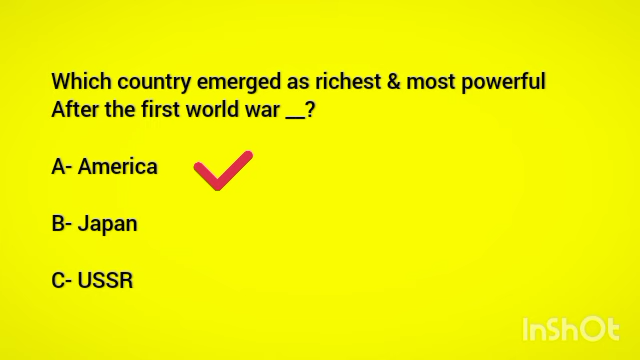 Which country emerged as richest & most powerful
After the first world war __?
A- America
B- Japan
C- USSR
InShOt